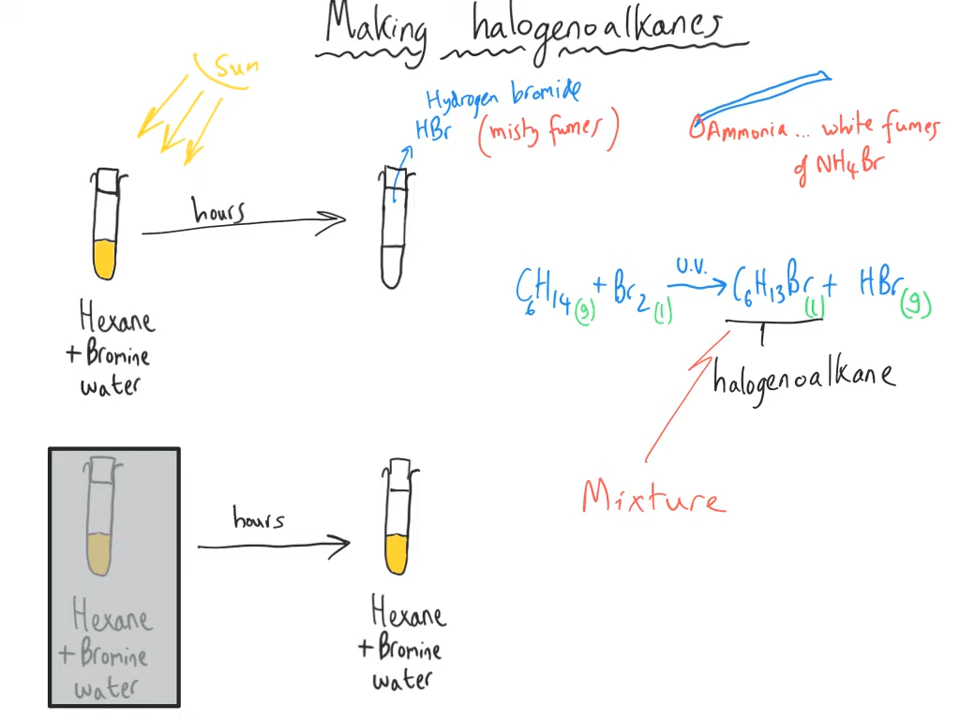 Making halogenoalkanes
Sun
Hydrogen bromide
HBr (misty fumes)
Ammonia... white fumes
of NH4Br
hours
C6H14(g) + Br2(l) U.V. → C6H13Br(l) + HBr(g)
halogenoalkane
Hexane
+ Bromine
water
Mixture
hours
Hexane
+ Bromine
water
Hexane
+ Bromine
water